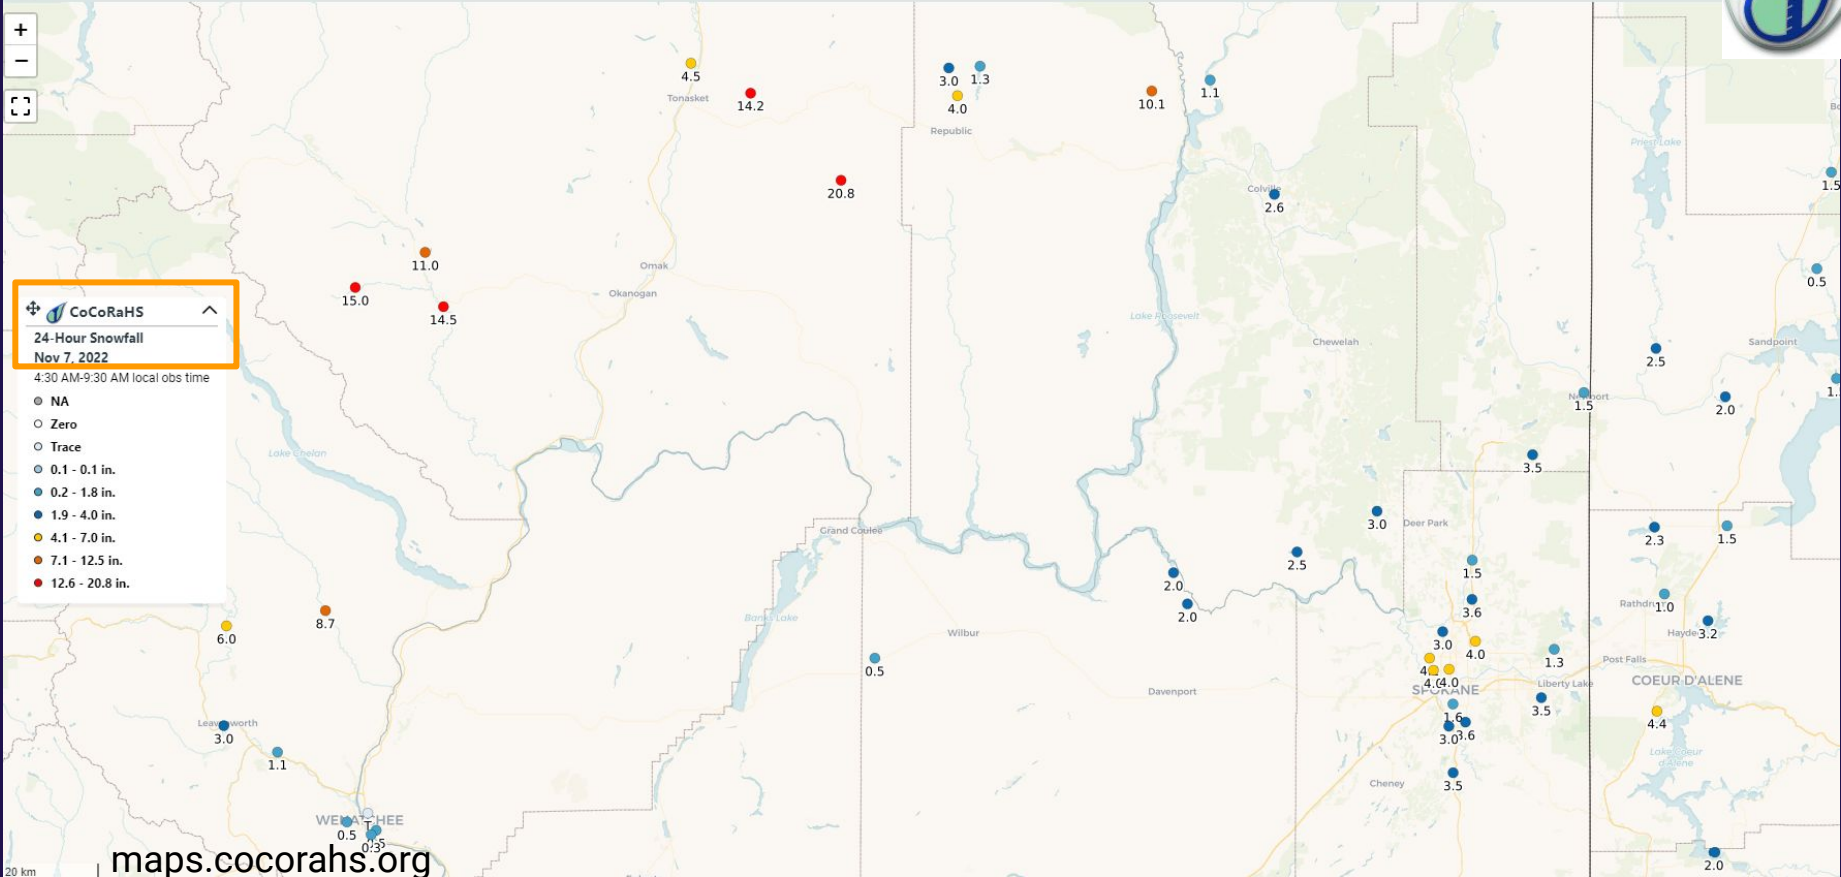 +
−
4.5
Tonasket
14.2
3.0
1.3
4.0
Republic
10.1
1.1
Priest Lake
1.5
20.8
Colville
2.6
11.0
Omak
Okanogan
15.0
14.5
0.5
Lake Roosevelt
Chewelah
Sandpoint
2.5
CoCoRaHS
24-Hour Snowfall
Nov 7, 2022
4:30 AM-9:30 AM local obs time
NA
Zero
Trace
0.1 - 0.1 in.
0.2 - 1.8 in.
1.9 - 4.0 in.
4.1 - 7.0 in.
7.1 - 12.5 in.
12.6 - 20.8 in.
Newport
1.5
2.0
Lake Chelan
3.5
3.0
Deer Park
Grand Coulee
2.3
1.5
2.5
1.5
2.0
2.0
3.6
Rathdrum
1.0
Hayden
3.2
6.0
8.7
Banks Lake
Wilbur
3.0
4.0
1.3
Post Falls
0.5
4.0
SPOKANE
Liberty Lake
COEUR D'ALENE
Davenport
3.5
4.4
Leavenworth
3.0
1.6
3.0
3.6
1.1
Lake Coeur
d'Alene
3.5
Cheney
WENATCHEE
0.5
T
0.3
2.0
20 km
maps.cocorahs.org